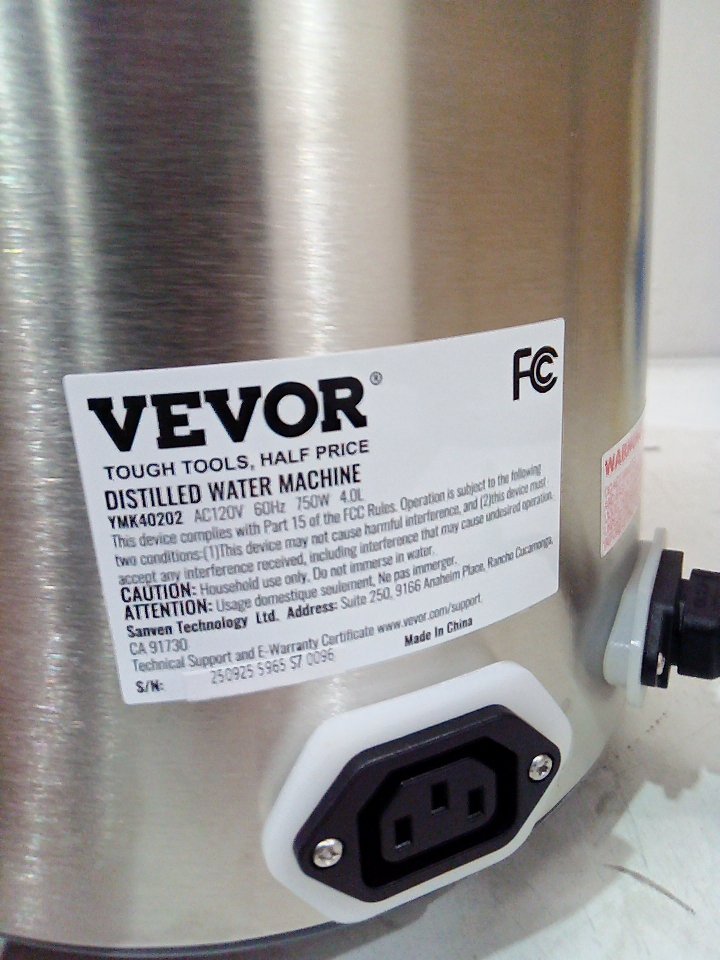 VEVOR®
FC
TOUGH TOOLS, HALF PRICE
DISTILLED WATER MACHINE
YMK40202 AC120V 60Hz 750W 4.0L
This device complies with Part 15 of the FCC Rules. Operation is subject to the following
two conditions:(1)This device may not cause harmful interference, and (2)this device must
accept any interference received, including interference that may cause undesired operation.
CAUTION: Household use only. Do not immerse in water.
ATTENTION: Usage domestique seulement. Ne pas immerger.
Sanven Technology Ltd. Address: Suite 250, 9166 Anaheim Place, Rancho Cucamonga,
CA 91730
Technical Support and E-Warranty Certificate www.vevor.com/support.
Made In China
S/N: 250925 5965 57 0096
WARNING